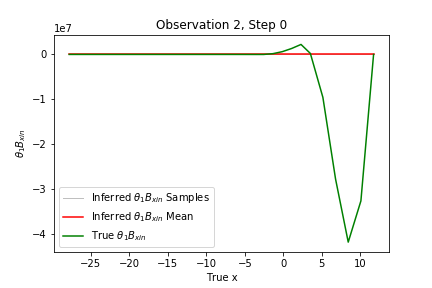 Observation 2, Step 0
1e7
0
−1
−2
−3
−4
θ₁Bₓᵢₙ
Inferred θ₁Bₓᵢₙ Samples
Inferred θ₁Bₓᵢₙ Mean
True θ₁Bₓᵢₙ
−25 −20 −15 −10 −5 0 5 10
True x